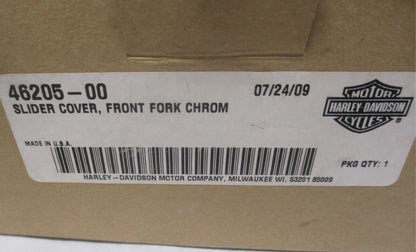 46205-00 07/24/09
SLIDER COVER, FRONT FORK CHROM
MOTOR
HARLEY-DAVIDSON
CYCLES
MADE IN U.S.A.
PKG QTY: 1
HARLEY-DAVIDSON MOTOR COMPANY, MILWAUKEE WI. 53201 85009